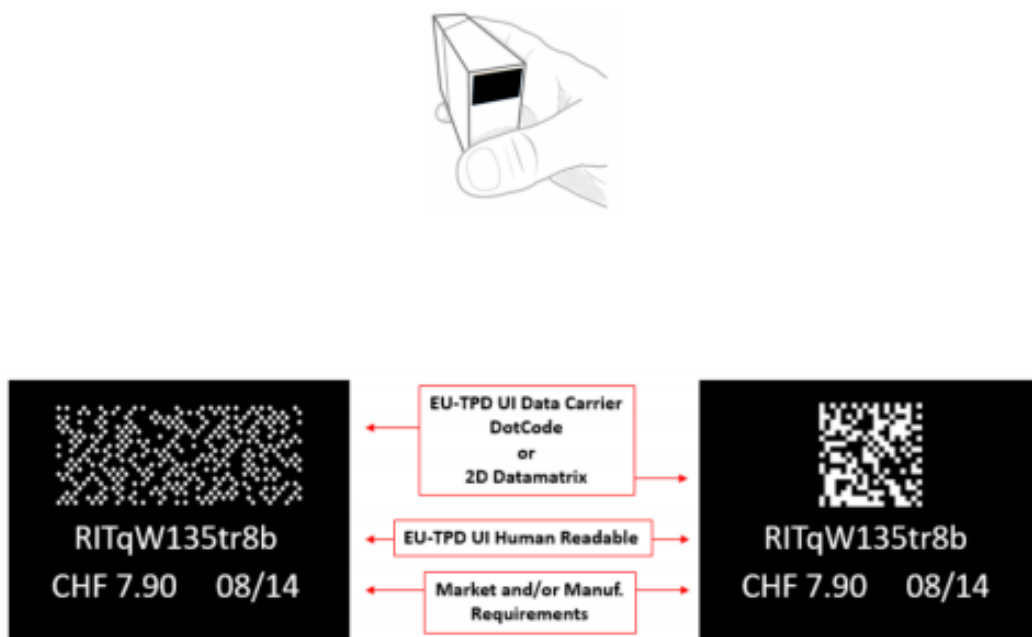 EU-TPD UI Data Carrier
DotCode
or
2D Datamatrix
RITqW135tr8b
EU-TPD UI Human Readable
RITqW135tr8b
CHF 7.90 08/14
Market and/or Manuf.
Requirements
CHF 7.90 08/14